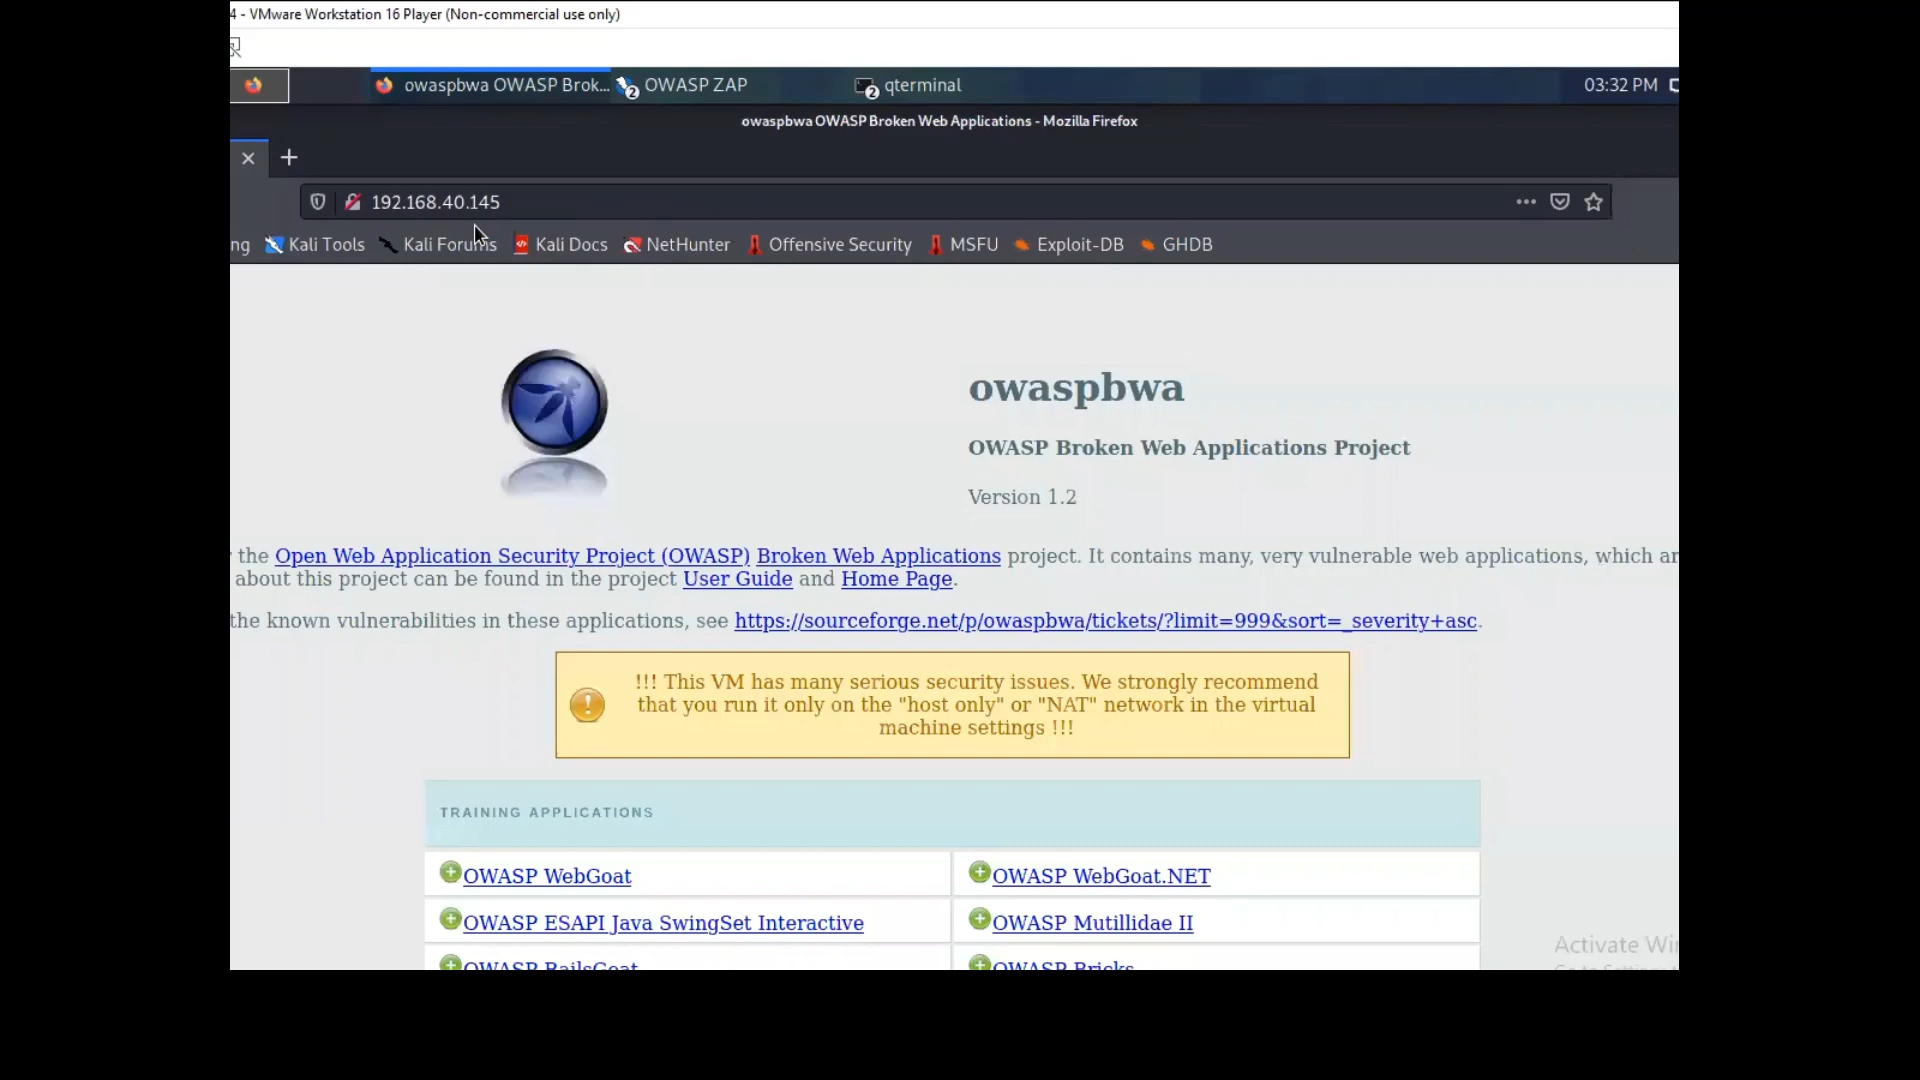 4 - VMware Workstation 16 Player (Non-commercial use only)
owaspbwa OWASP Brok... 2 OWASP ZAP 2 qterminal 03:32 PM
owaspbwa OWASP Broken Web Applications - Mozilla Firefox
192.168.40.145
ng Kali Tools Kali Forums Kali Docs NetHunter Offensive Security MSFU Exploit-DB GHDB
owaspbwa
OWASP Broken Web Applications Project
Version 1.2
the Open Web Application Security Project (OWASP) Broken Web Applications project. It contains many, very vulnerable web applications, which ar
about this project can be found in the project User Guide and Home Page.
the known vulnerabilities in these applications, see https://sourceforge.net/p/owaspbwa/tickets/?limit=999&sort=_severity+asc.
!!! This VM has many serious security issues. We strongly recommend
that you run it only on the "host only" or "NAT" network in the virtual
machine settings !!!
TRAINING APPLICATIONS
OWASP WebGoat OWASP WebGoat.NET
OWASP ESAPI Java SwingSet Interactive OWASP Mutillidae II
OWASP RailsGoat OWASP Bricks
Activate Wi